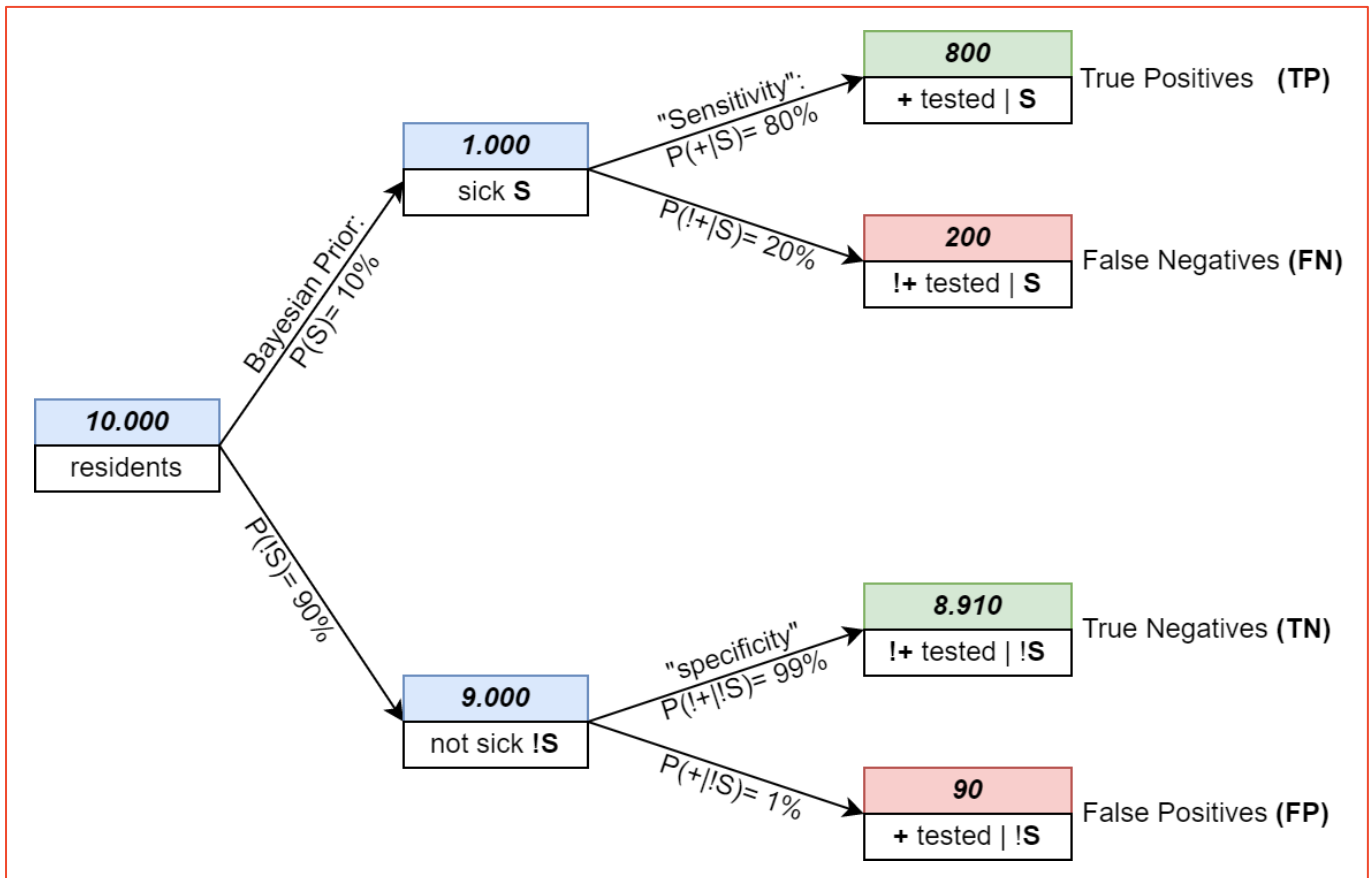 800
+ tested | S
True Positives (TP)
"Sensitivity":
P(+|S)= 80%
1.000
sick S
P(!+|S)= 20%
200
!+ tested | S
False Negatives (FN)
Bayesian Prior:
P(S)= 10%
10.000
residents
P(!S)= 90%
8.910
!+ tested | !S
True Negatives (TN)
"specificity"
P(!+|!S)= 99%
9.000
not sick !S
P(+|!S)= 1%
90
+ tested | !S
False Positives (FP)